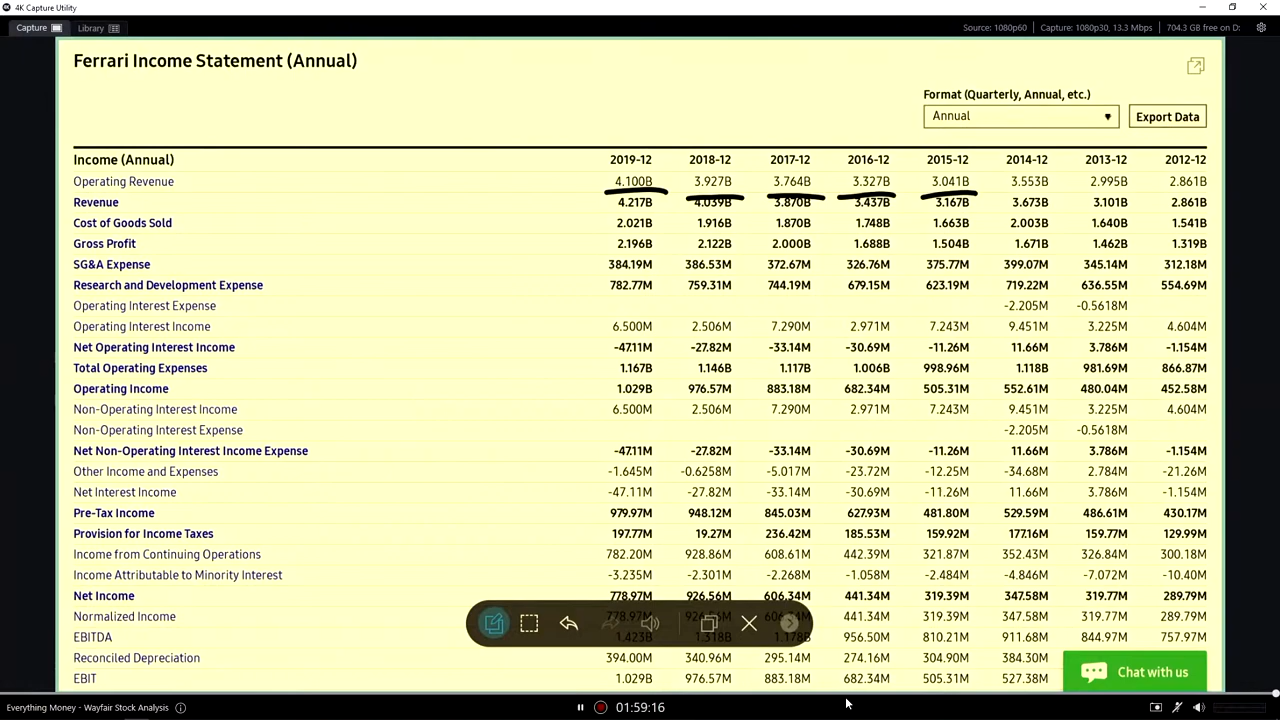 4K Capture Utility
Capture Library Source: 1080p60 Capture: 1080p30, 13.3 Mbps 704.3 GB free on D:
Ferrari Income Statement (Annual)
Format (Quarterly, Annual, etc.)
Annual Export Data
Income (Annual) 2019-12 2018-12 2017-12 2016-12 2015-12 2014-12 2013-12 2012-12
Operating Revenue 4.100B 3.927B 3.764B 3.327B 3.041B 3.553B 2.995B 2.861B
Revenue 4.217B 4.039B 3.870B 3.437B 3.167B 3.673B 3.101B 2.861B
Cost of Goods Sold 2.021B 1.916B 1.870B 1.748B 1.663B 2.003B 1.640B 1.541B
Gross Profit 2.196B 2.122B 2.000B 1.688B 1.504B 1.671B 1.462B 1.319B
SG&A Expense 384.19M 386.53M 372.67M 326.76M 375.77M 399.07M 345.14M 312.18M
Research and Development Expense 782.77M 759.31M 744.19M 679.15M 623.19M 719.22M 636.55M 554.69M
Operating Interest Expense -2.205M -0.5618M
Operating Interest Income 6.500M 2.506M 7.290M 2.971M 7.243M 9.451M 3.225M 4.604M
Net Operating Interest Income -47.11M -27.82M -33.14M -30.69M -11.26M 11.66M 3.786M -1.154M
Total Operating Expenses 1.167B 1.146B 1.117B 1.006B 998.96M 1.118B 981.69M 866.87M
Operating Income 1.029B 976.57M 883.18M 682.34M 505.31M 552.61M 480.04M 452.58M
Non-Operating Interest Income 6.500M 2.506M 7.290M 2.971M 7.243M 9.451M 3.225M 4.604M
Non-Operating Interest Expense -2.205M -0.5618M
Net Non-Operating Interest Income Expense -47.11M -27.82M -33.14M -30.69M -11.26M 11.66M 3.786M -1.154M
Other Income and Expenses -1.645M -0.6258M -5.017M -23.72M -12.25M -34.68M 2.784M -21.26M
Net Interest Income -47.11M -27.82M -33.14M -30.69M -11.26M 11.66M 3.786M -1.154M
Pre-Tax Income 979.97M 948.12M 845.03M 627.93M 481.80M 529.59M 486.61M 430.17M
Provision for Income Taxes 197.77M 19.27M 236.42M 185.53M 159.92M 177.16M 159.77M 129.99M
Income from Continuing Operations 782.20M 928.86M 608.61M 442.39M 321.87M 352.43M 326.84M 300.18M
Income Attributable to Minority Interest -3.235M -2.301M -2.268M -1.058M -2.484M -4.846M -7.072M -10.40M
Net Income 778.97M 926.56M 606.34M 441.34M 319.39M 347.58M 319.77M 289.79M
Normalized Income 778.97M 926.56M 441.34M 319.39M 347.58M 319.77M 289.79M
EBITDA 1.423B 1.318B 1.178B 956.50M 810.21M 911.68M 844.97M 757.97M
Reconciled Depreciation 394.00M 340.96M 295.14M 274.16M 304.90M 384.30M
EBIT 1.029B 976.57M 883.18M 682.34M 505.31M 527.38M
Chat with us
Everything Money - Wayfair Stock Analysis 01:59:16